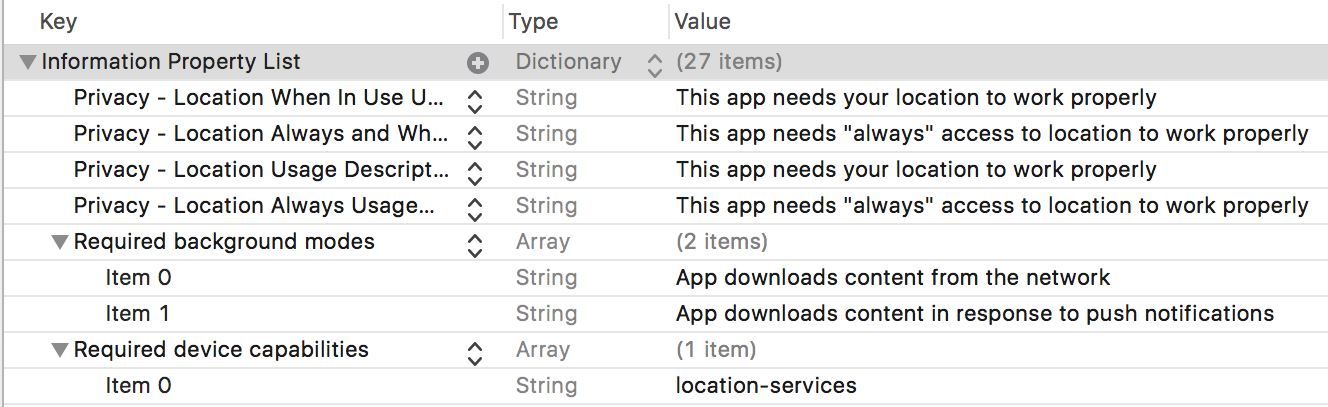 Key Type Value
Information Property List Dictionary (27 items)
Privacy - Location When In Use U... String This app needs your location to work properly
Privacy - Location Always and Wh... String This app needs "always" access to location to work properly
Privacy - Location Usage Descript... String This app needs your location to work properly
Privacy - Location Always Usage... String This app needs "always" access to location to work properly
Required background modes Array (2 items)
Item 0 String App downloads content from the network
Item 1 String App downloads content in response to push notifications
Required device capabilities Array (1 item)
Item 0 String location-services